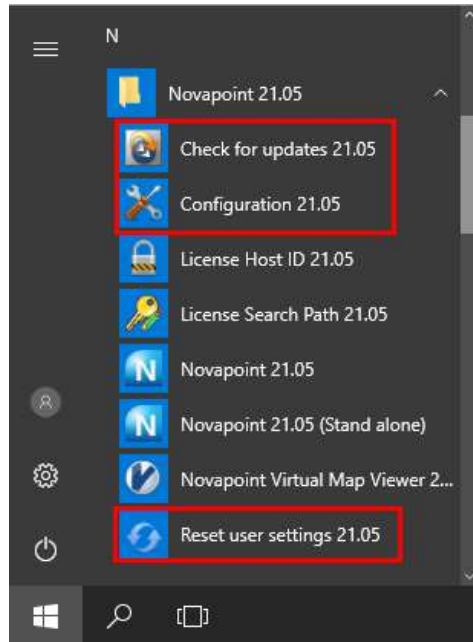 N
Novapoint 21.05
Check for updates 21.05
Configuration 21.05
License Host ID 21.05
License Search Path 21.05
Novapoint 21.05
Novapoint 21.05 (Stand alone)
Novapoint Virtual Map Viewer 2...
Reset user settings 21.05